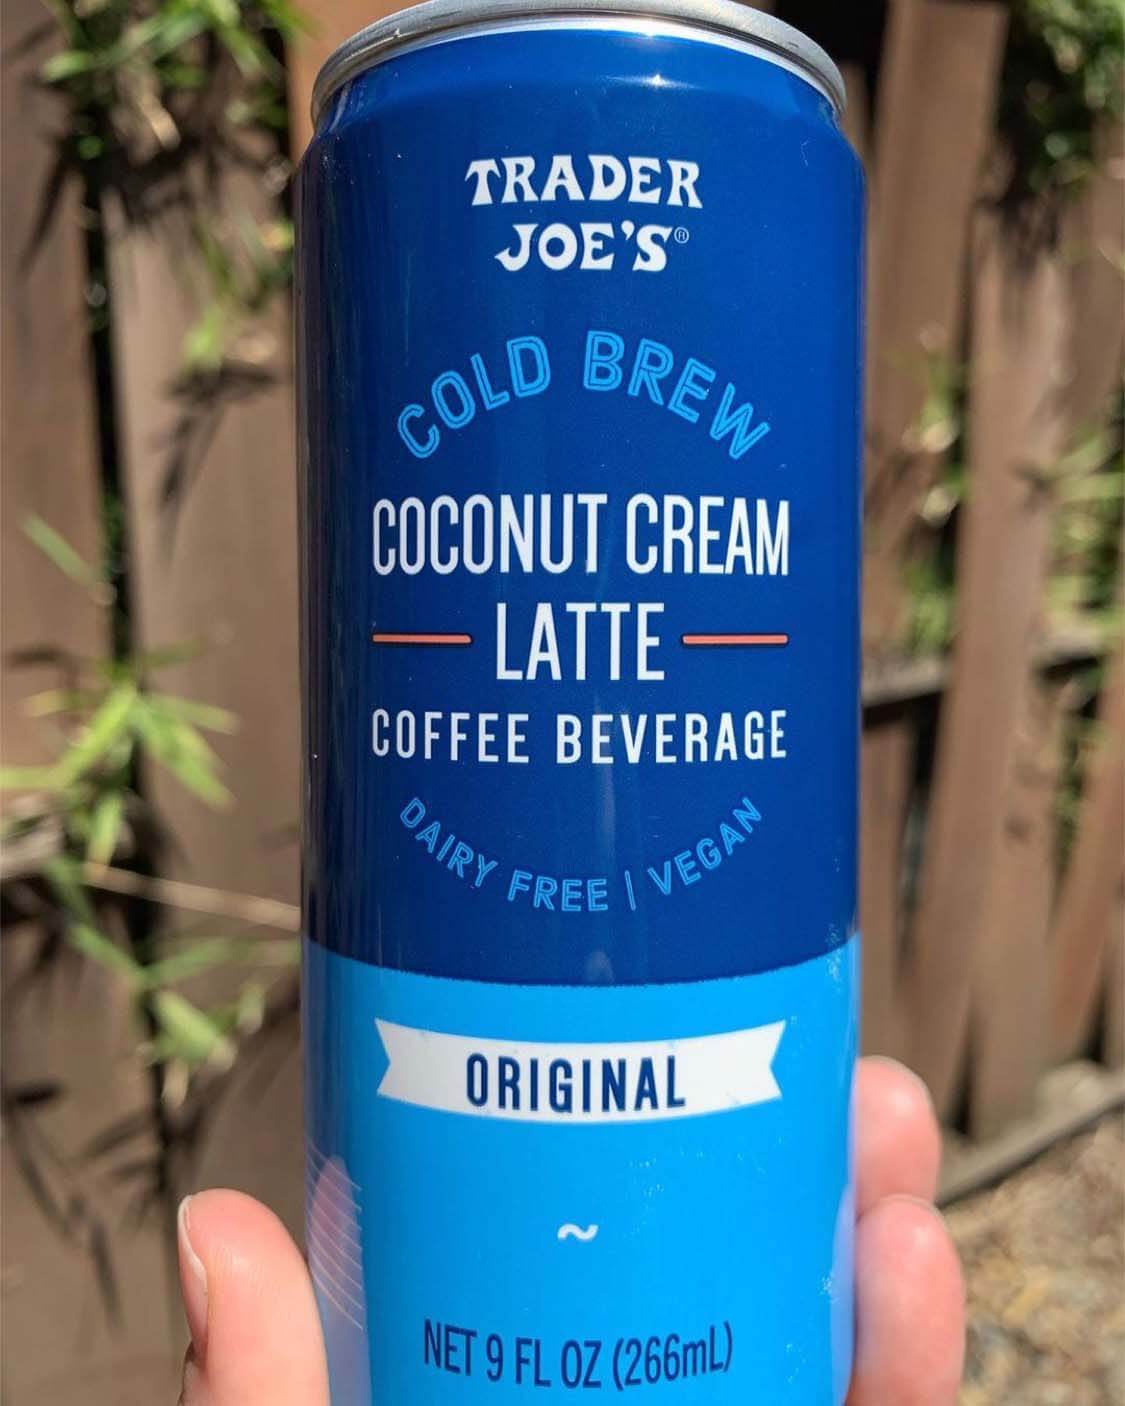 TRADER
JOE'S®
COLD BREW
COCONUT CREAM
LATTE
COFFEE BEVERAGE
DAIRY FREE | VEGAN
ORIGINAL
~
NET 9 FL OZ (266mL)